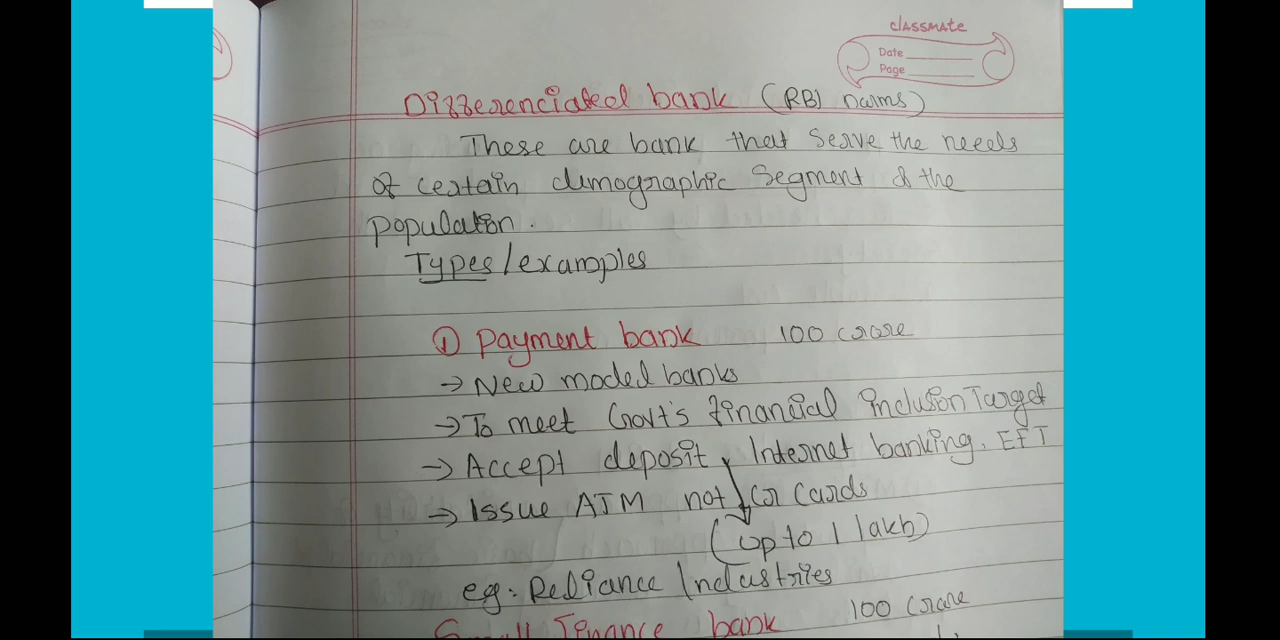 classmate
Date
Page
Differenciated bank (RBI norms)
These are bank that serve the needs
of certain demographic segment of the
population.
Types/examples
① Payment bank 100 crore
→ New model banks
→ To meet Govt's financial inclusion Target
→ Accept deposit, Internet banking. EFT
→ Issue ATM not Cr Cards
(up to 1 lakh)
eg: Reliance Industries
Small finance bank 100 crore